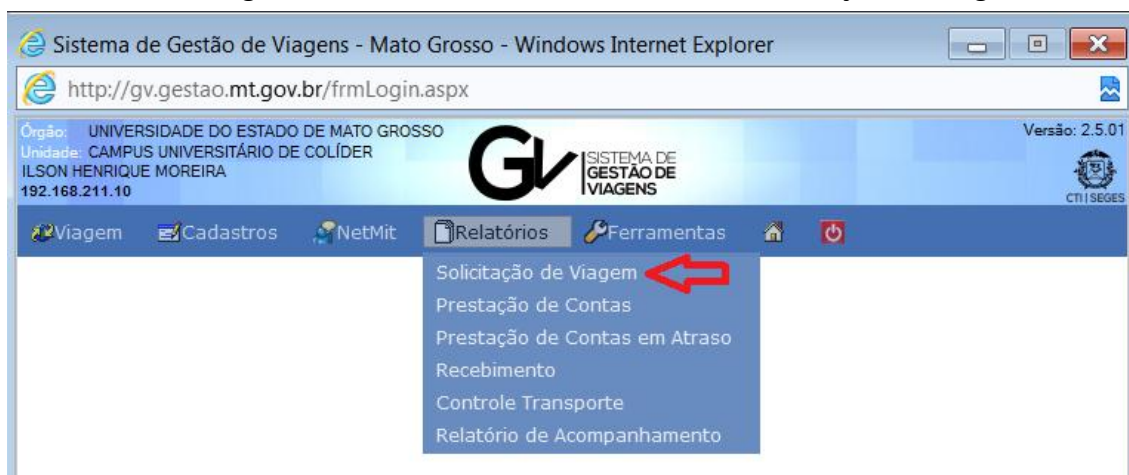 Sistema de Gestão de Viagens - Mato Grosso - Windows Internet Explorer
http://gv.gestao.mt.gov.br/frmLogin.aspx
Órgão: UNIVERSIDADE DO ESTADO DE MATO GROSSO
Unidade: CAMPUS UNIVERSITÁRIO DE COLÍDER
ILSON HENRIQUE MOREIRA
192.168.211.10
GV SISTEMA DE
GESTÃO DE
VIAGENS
Versão: 2.5.01
CTI | SEGES
Viagem Cadastros NetMit Relatórios Ferramentas
Solicitação de Viagem
Prestação de Contas
Prestação de Contas em Atraso
Recebimento
Controle Transporte
Relatório de Acompanhamento